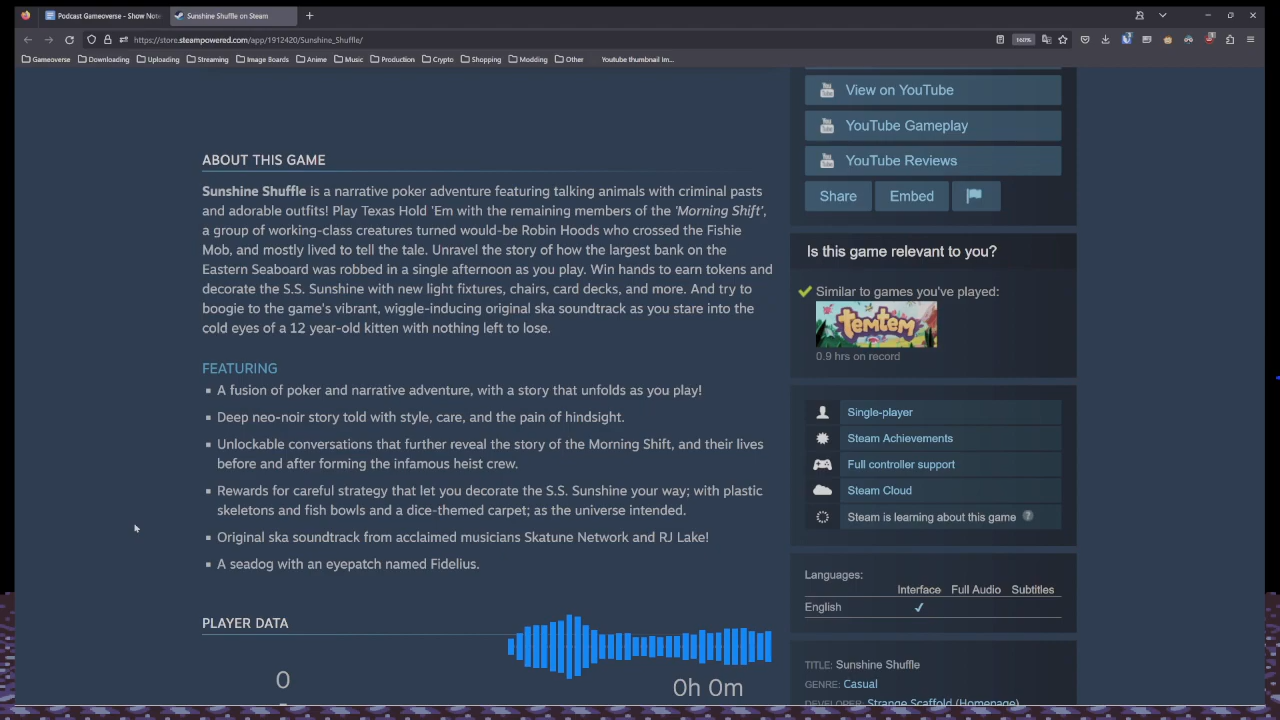 Podcast Gameoverse - Show Note
Sunshine Shuffle on Steam
https://store.steampowered.com/app/1912420/Sunshine_Shuffle/
160%
Gameoverse Downloading Uploading Streaming Image Boards Anime Music Production Crypto Shopping Modding Other Youtube thumbnail im...
ABOUT THIS GAME
Sunshine Shuffle is a narrative poker adventure featuring talking animals with criminal pasts
and adorable outfits! Play Texas Hold 'Em with the remaining members of the 'Morning Shift',
a group of working-class creatures turned would-be Robin Hoods who crossed the Fishie
Mob, and mostly lived to tell the tale. Unravel the story of how the largest bank on the
Eastern Seaboard was robbed in a single afternoon as you play. Win hands to earn tokens and
decorate the S.S. Sunshine with new light fixtures, chairs, card decks, and more. And try to
boogie to the game's vibrant, wiggle-inducing original ska soundtrack as you stare into the
cold eyes of a 12 year-old kitten with nothing left to lose.
FEATURING
A fusion of poker and narrative adventure, with a story that unfolds as you play!
Deep neo-noir story told with style, care, and the pain of hindsight.
Unlockable conversations that further reveal the story of the Morning Shift, and their lives
before and after forming the infamous heist crew.
Rewards for careful strategy that let you decorate the S.S. Sunshine your way; with plastic
skeletons and fish bowls and a dice-themed carpet; as the universe intended.
Original ska soundtrack from acclaimed musicians Skatune Network and RJ Lake!
A seadog with an eyepatch named Fidelius.
PLAYER DATA
0
0h 0m
View on YouTube
YouTube Gameplay
YouTube Reviews
Share Embed
Is this game relevant to you?
Similar to games you've played:
temtem
0.9 hrs on record
Single-player
Steam Achievements
Full controller support
Steam Cloud
Steam is learning about this game ?
Languages:
Interface Full Audio Subtitles
English ✓
TITLE: Sunshine Shuffle
GENRE: Casual
DEVELOPER: Strange Scaffold (Homepage)